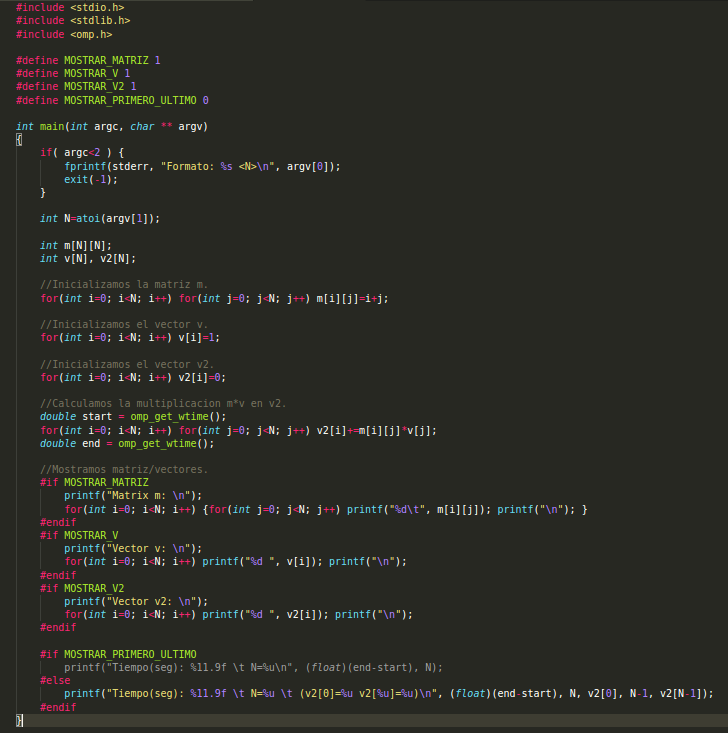 #include <stdio.h>
#include <stdlib.h>
#include <omp.h>
#define MOSTRAR_MATRIZ 1
#define MOSTRAR_V 1
#define MOSTRAR_V2 1
#define MOSTRAR_PRIMERO_ULTIMO 0
int main(int argc, char ** argv)
{
if( argc<2 ) {
fprintf(stderr, "Formato: %s <N>\n", argv[0]);
exit(-1);
}
int N=atoi(argv[1]);
int m[N][N];
int v[N], v2[N];
//Inicializamos la matriz m.
for(int i=0; i<N; i++) for(int j=0; j<N; j++) m[i][j]=i+j;
//Inicializamos el vector v.
for(int i=0; i<N; i++) v[i]=1;
//Inicializamos el vector v2.
for(int i=0; i<N; i++) v2[i]=0;
//Calculamos la multiplicacion m*v en v2.
double start = omp_get_wtime();
for(int i=0; i<N; i++) for(int j=0; j<N; j++) v2[i]+=m[i][j]*v[j];
double end = omp_get_wtime();
//Mostramos matriz/vectores.
#if MOSTRAR_MATRIZ
printf("Matrix m: \n");
for(int i=0; i<N; i++) {for(int j=0; j<N; j++) printf("%d\t", m[i][j]); printf("\n"); }
#endif
#if MOSTRAR_V
printf("Vector v: \n");
for(int i=0; i<N; i++) printf("%d ", v[i]); printf("\n");
#endif
#if MOSTRAR_V2
printf("Vector v2: \n");
for(int i=0; i<N; i++) printf("%d ", v2[i]); printf("\n");
#endif
#if MOSTRAR_PRIMERO_ULTIMO
printf("Tiempo(seg): %11.9f \t N=%u\n", (float)(end-start), N);
#else
printf("Tiempo(seg): %11.9f \t N=%u \t (v2[0]=%u v2[%u]=%u)\n", (float)(end-start), N, v2[0], N-1, v2[N-1]);
#endif
}